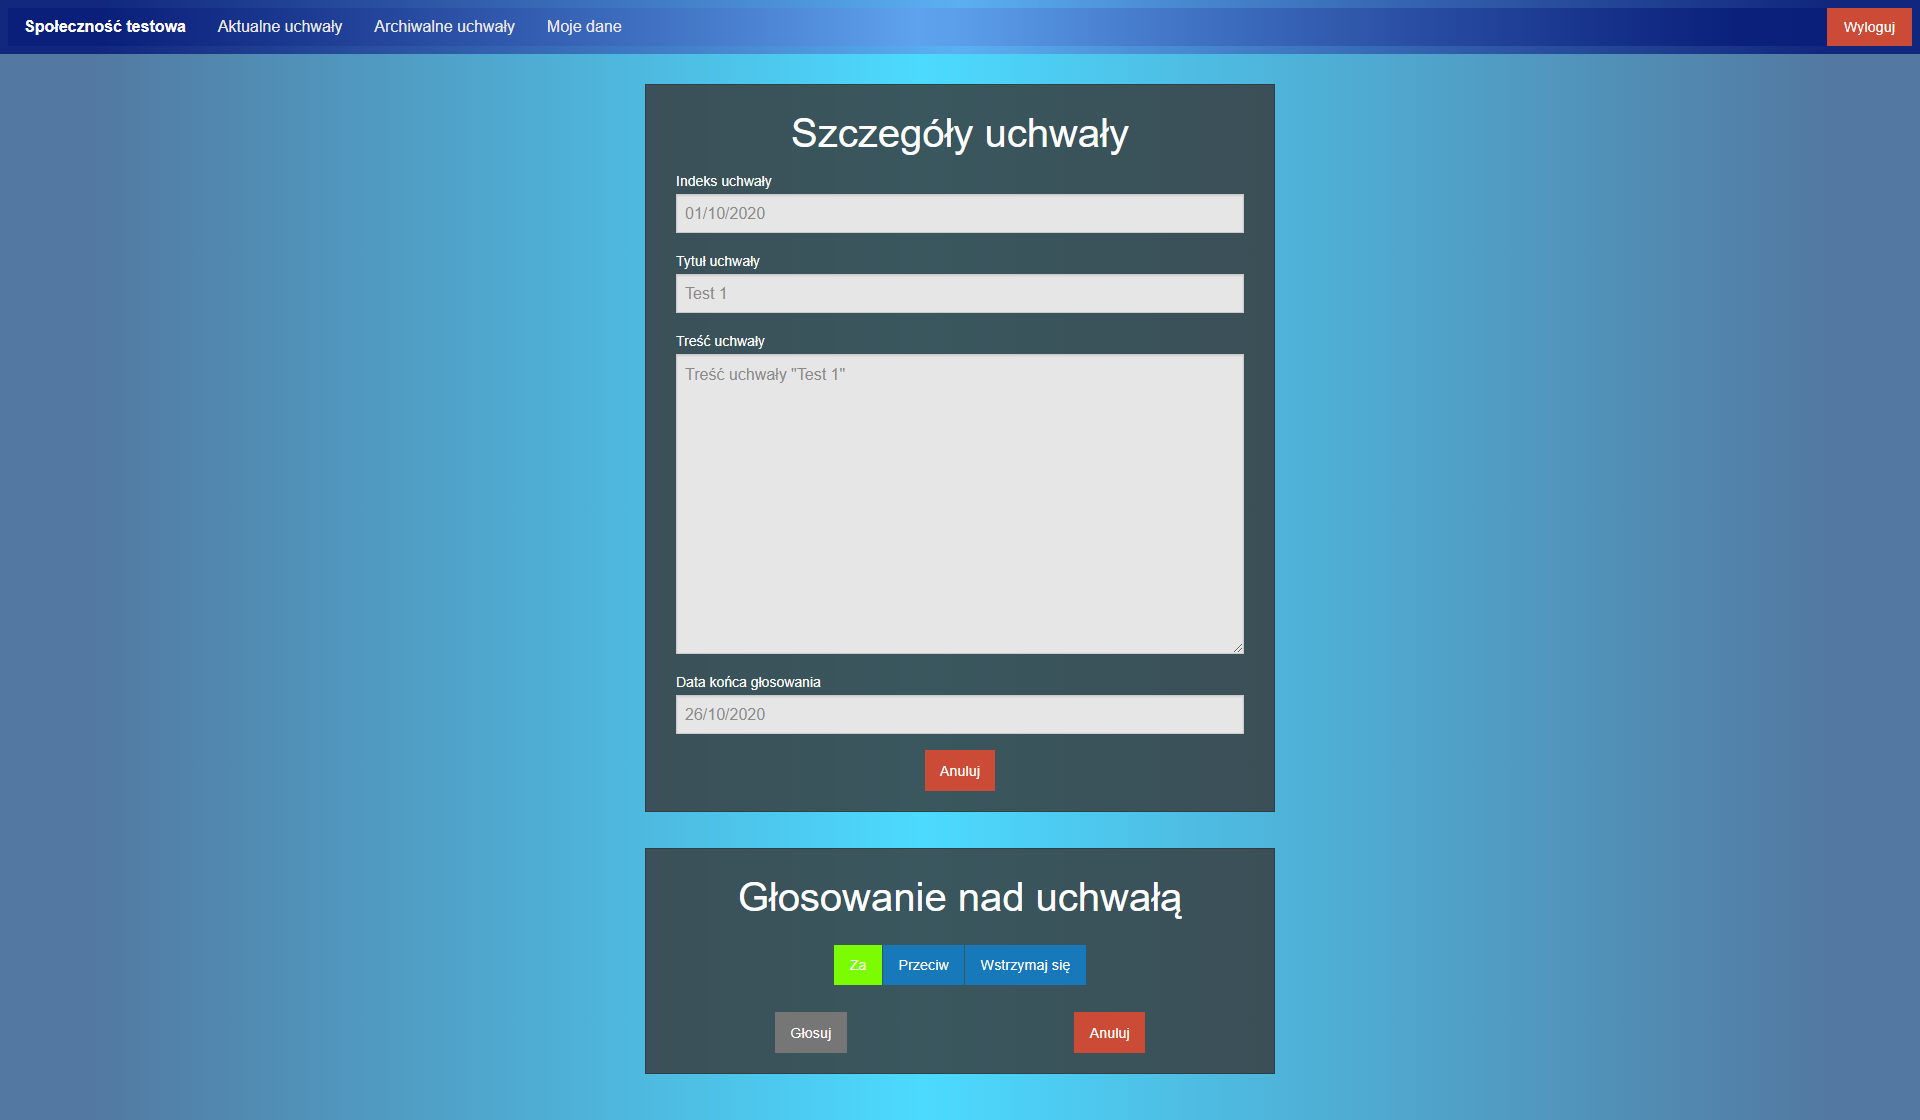 Społeczność testowa Aktualne uchwały Archiwalne uchwały Moje dane Wyloguj
Szczegóły uchwały
Indeks uchwały
01/10/2020
Tytuł uchwały
Test 1
Treść uchwały
Treść uchwały "Test 1"
Data końca głosowania
26/10/2020
Anuluj
Głosowanie nad uchwałą
Za Przeciw Wstrzymaj się
Głosuj Anuluj